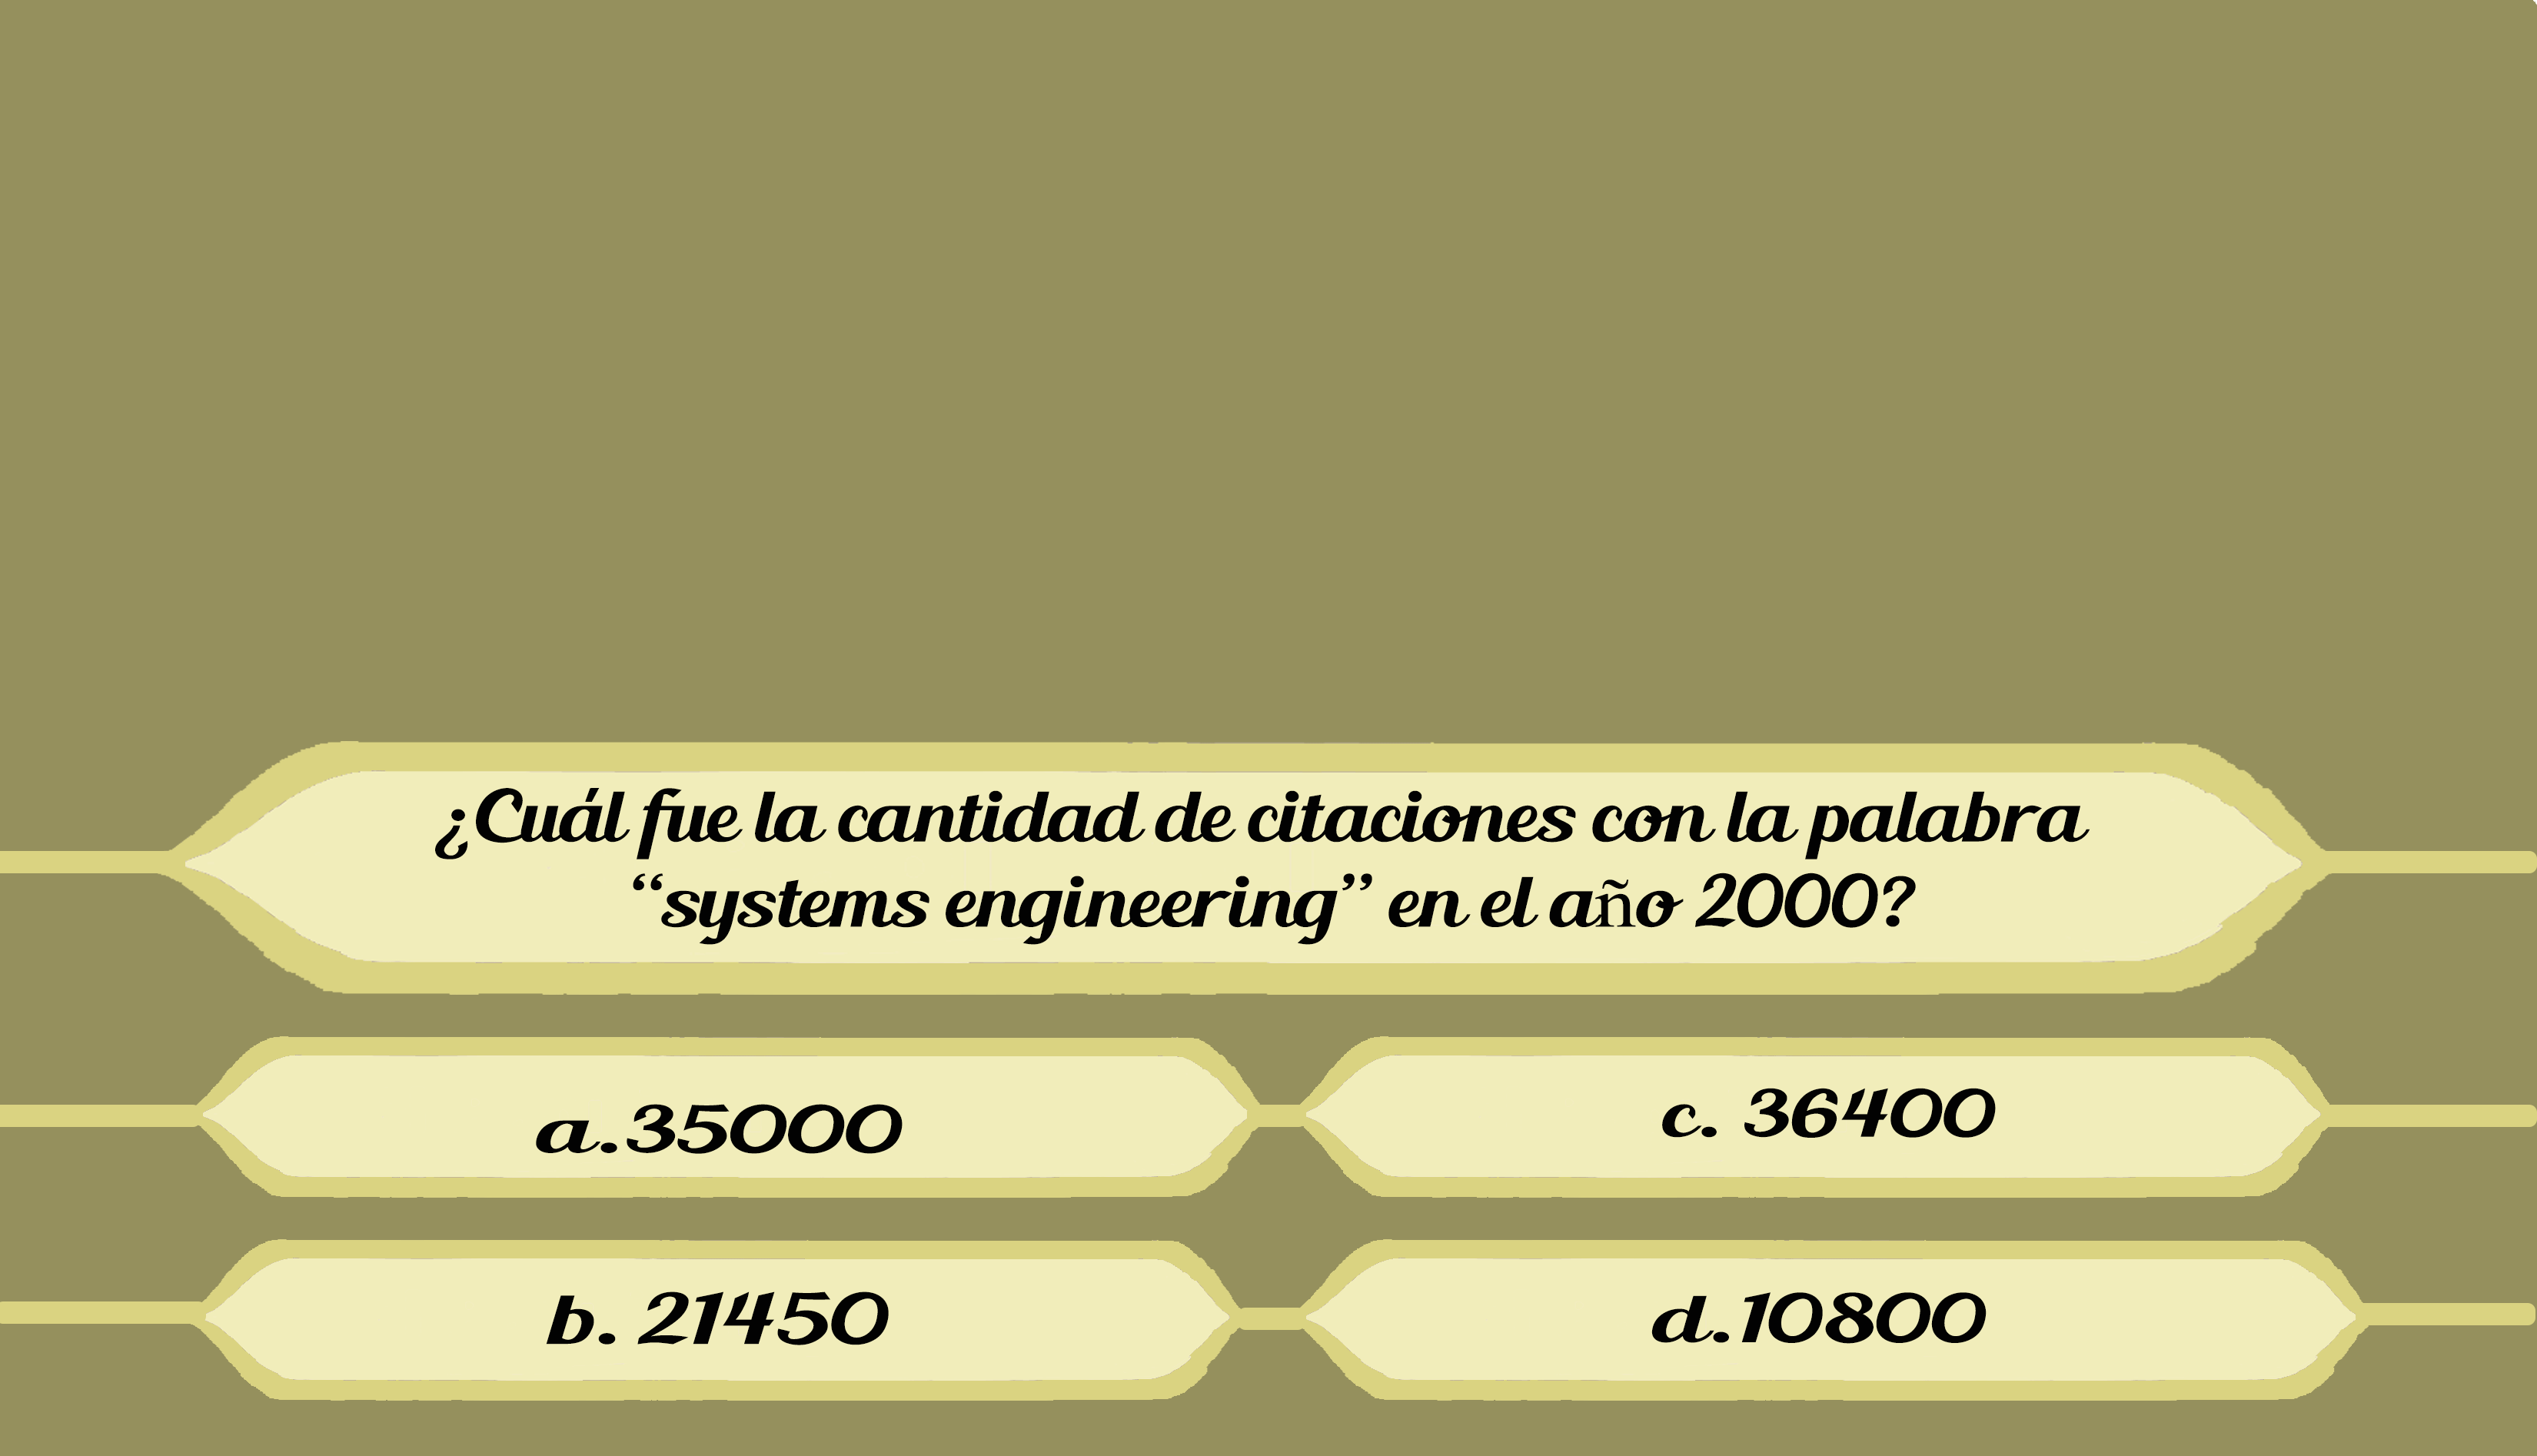 ¿Cuál fue la cantidad de citaciones con la palabra
“systems engineering” en el año 2000?
a.35000
c. 36400
b. 21450
d.10800